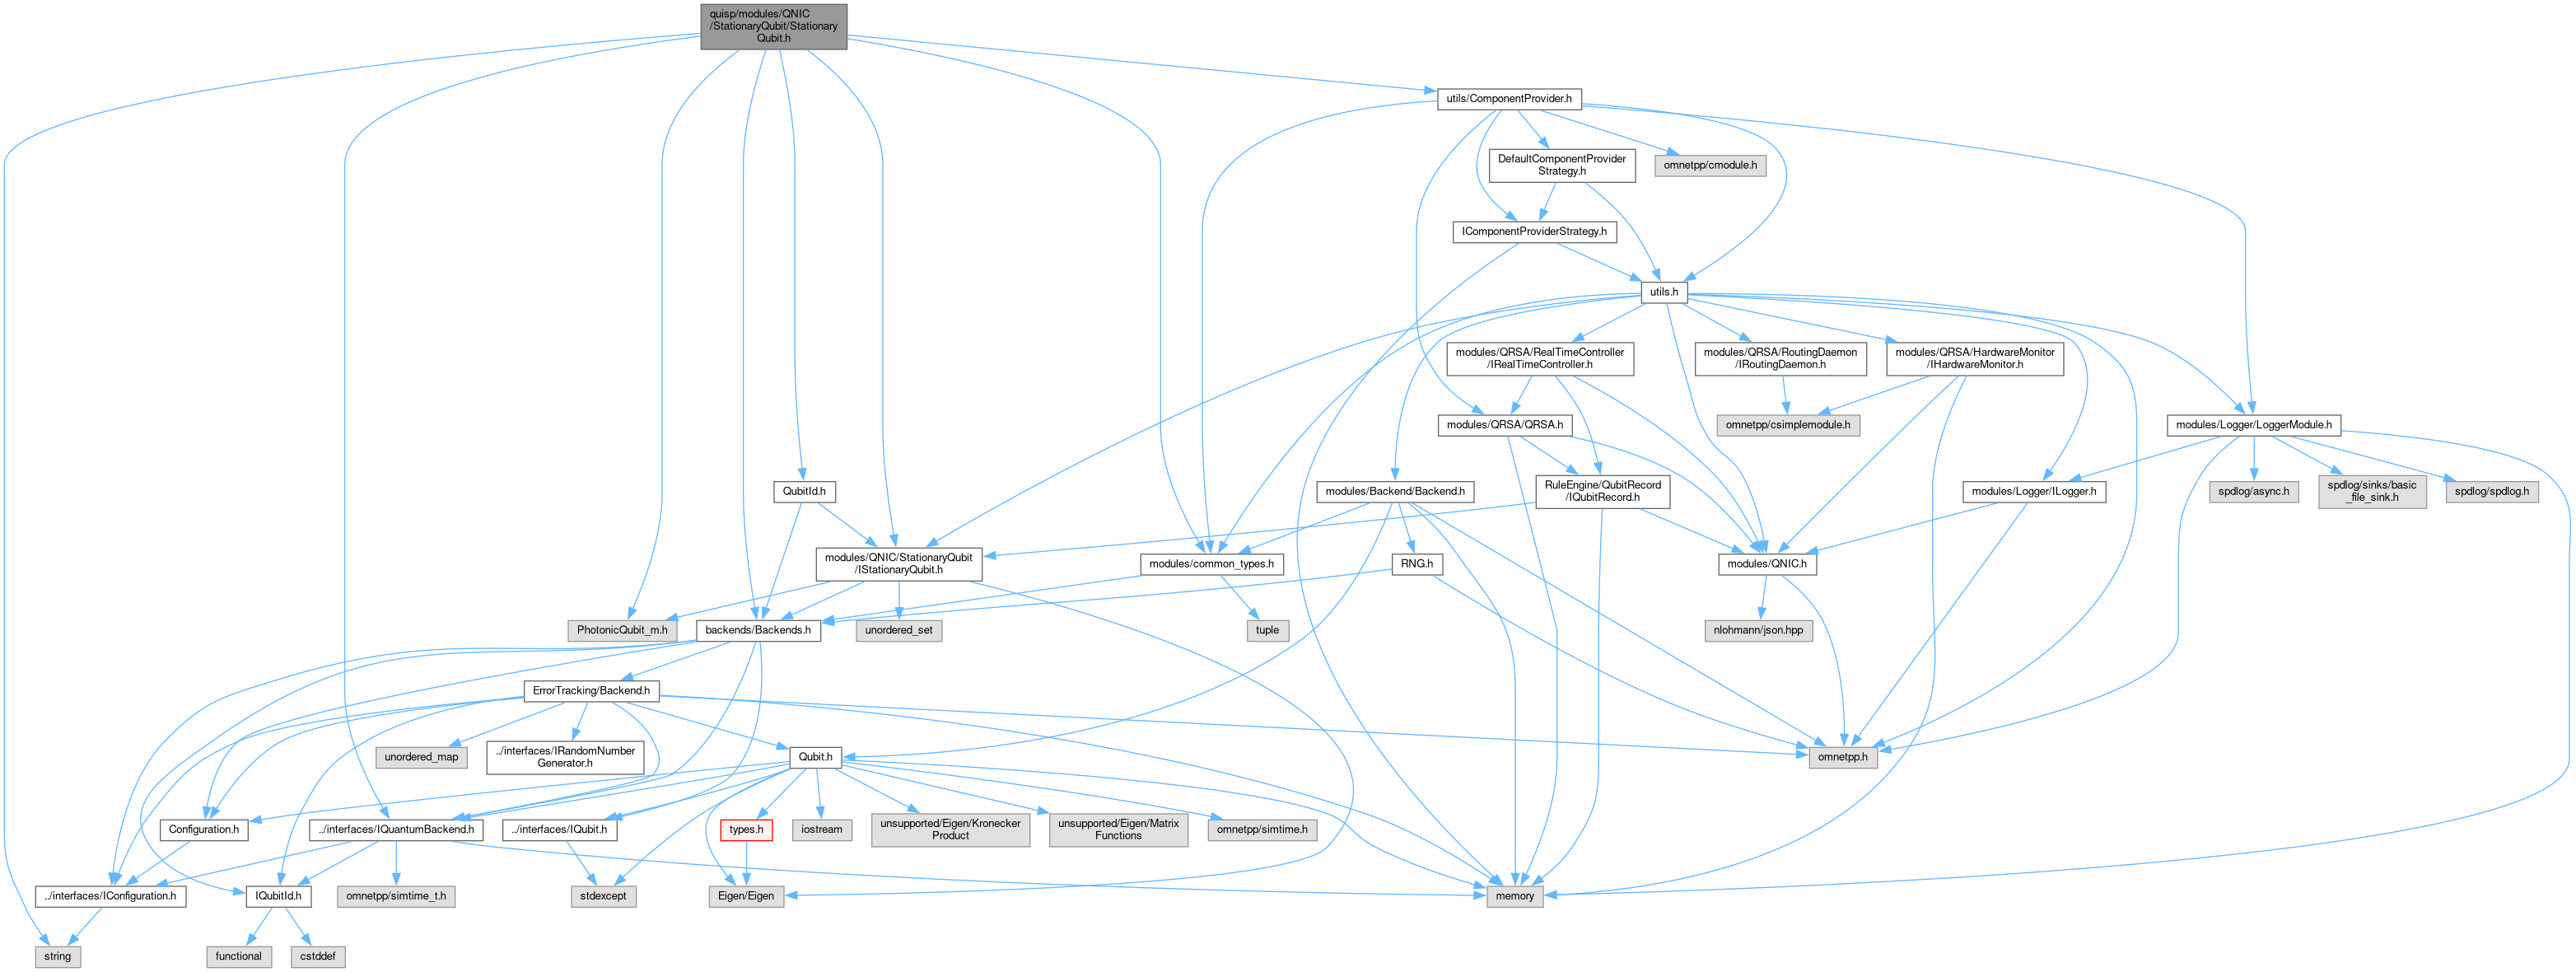 quisp/modules/QNIC
/StationaryQubit/Stationary
Qubit.h
utils/ComponentProvider.h
DefaultComponentProvider
Strategy.h
omnetpp/cmodule.h
IComponentProviderStrategy.h
utils.h
modules/QRSA/RealTimeController
/IRealTimeController.h
modules/QRSA/RoutingDaemon
/IRoutingDaemon.h
modules/QRSA/HardwareMonitor
/IHardwareMonitor.h
modules/QRSA/QRSA.h
omnetpp/csimplemodule.h
modules/Logger/LoggerModule.h
QubitId.h
modules/Backend/Backend.h
RuleEngine/QubitRecord
/IQubitRecord.h
modules/Logger/ILogger.h
spdlog/async.h
spdlog/sinks/basic
_file_sink.h
spdlog/spdlog.h
modules/QNIC/StationaryQubit
/IStationaryQubit.h
modules/common_types.h
RNG.h
modules/QNIC.h
PhotonicQubit_m.h
backends/Backends.h
unordered_set
tuple
nlohmann/json.hpp
ErrorTracking/Backend.h
unordered_map
../interfaces/IRandomNumber
Generator.h
Qubit.h
omnetpp.h
Configuration.h
../interfaces/IQuantumBackend.h
../interfaces/IQubit.h
types.h
iostream
unsupported/Eigen/Kronecker
Product
unsupported/Eigen/Matrix
Functions
omnetpp/simtime.h
../interfaces/IConfiguration.h
IQubitId.h
omnetpp/simtime_t.h
stdexcept
Eigen/Eigen
memory
string
functional
cstddef